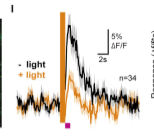 I
5%
ΔF/F
2s
- light
+ light
n=34